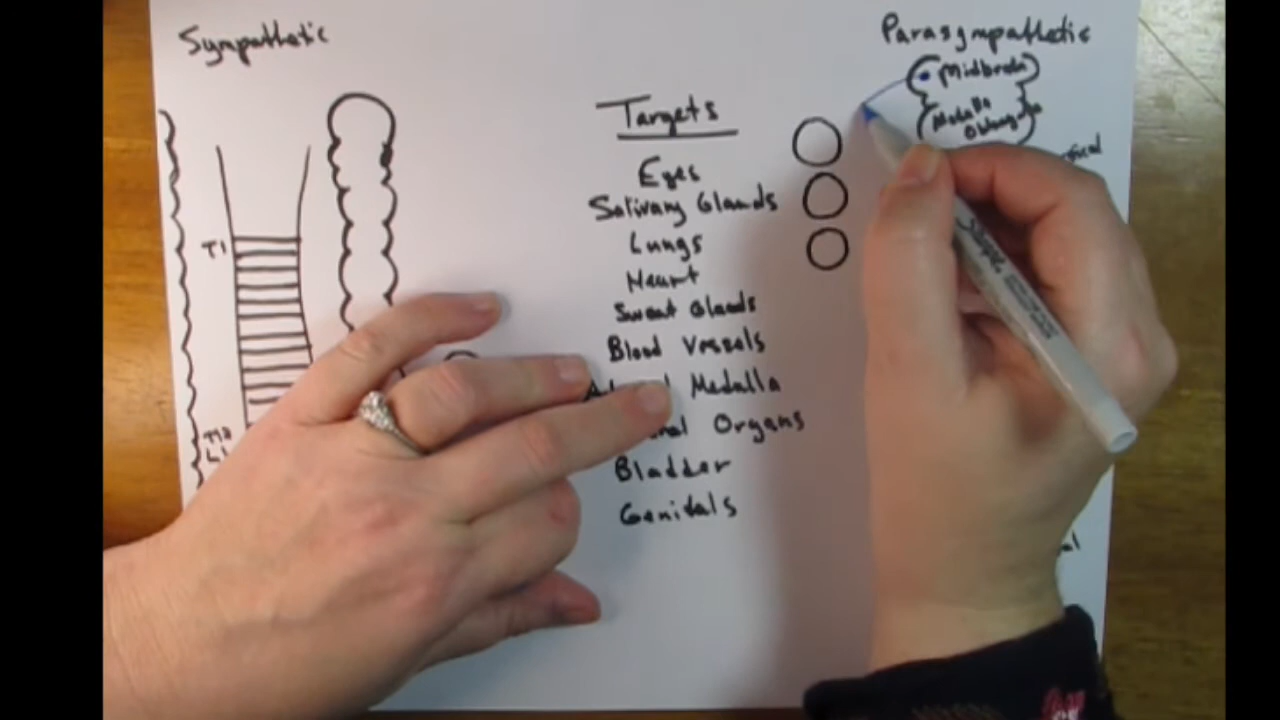 Sympathetic
Parasympathetic
Midbrain
Medulla
Oblongata
Targets
Eyes
Salivary Glands
T1
Lungs
Heart
Sweat Glands
Blood Vessels
Medulla
Organs
Bladder
Genitals
Sharpie